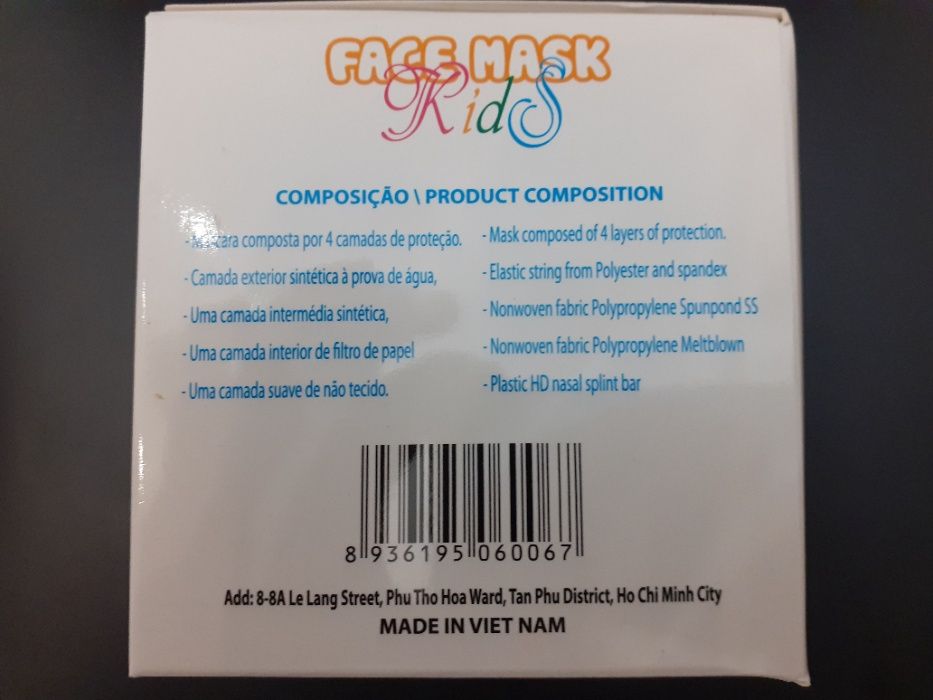 FACE MASK
KidS
COMPOSIÇÃO \ PRODUCT COMPOSITION
composta por 4 camadas de proteção.
- Camada exterior sintética à prova de água,
- Uma camada intermédia sintética,
- Uma camada interior de filtro de papel
- Uma camada suave de não tecido.
- Mask composed of 4 layers of protection.
- Elastic string from Polyester and spandex
- Nonwoven fabric Polypropylene Spunpond SS
- Nonwoven fabric Polypropylene Meltblown
- Plastic HD nasal splint bar
8 936195 060067
Add: 8-8A Le Lang Street, Phu Tho Hoa Ward, Tan Phu District, Ho Chi Minh City
MADE IN VIET NAM